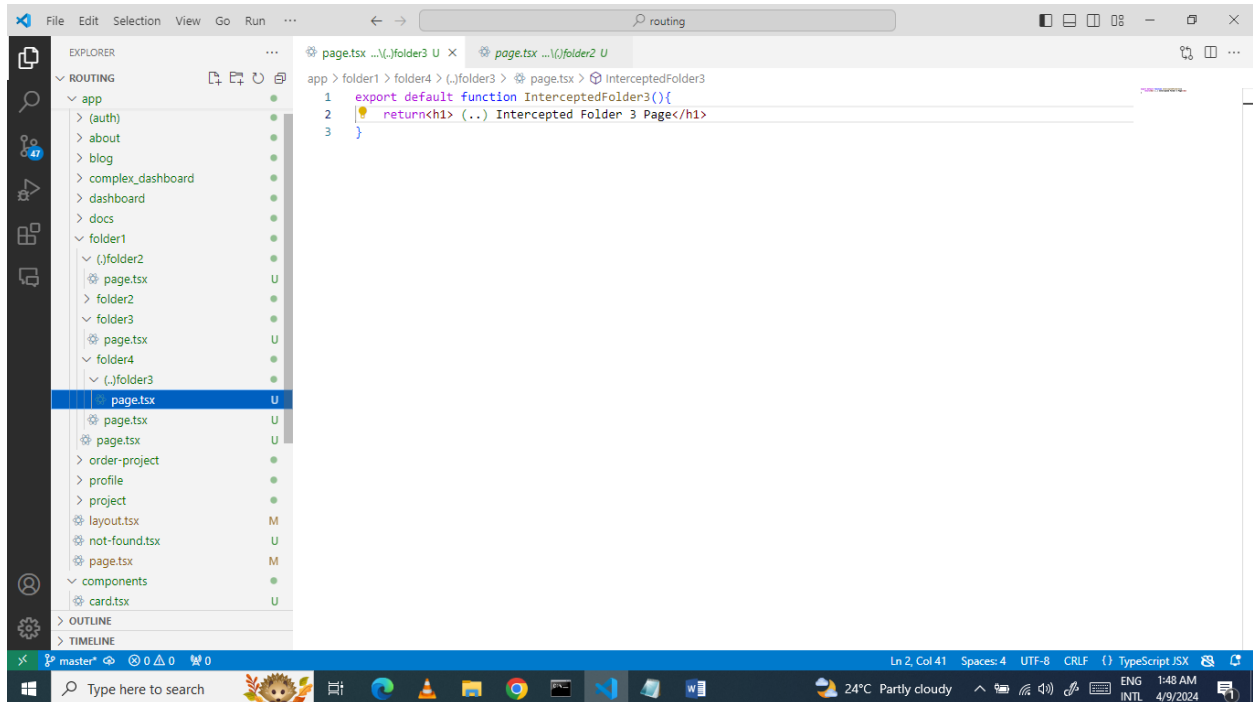 File Edit Selection View Go Run ··· ← → routing
EXPLORER ···
ROUTING
app
(auth)
about
blog
complex_dashboard
dashboard
docs
folder1
(.)folder2
page.tsx U
folder2
folder3
page.tsx U
folder4
(..)folder3
page.tsx U
page.tsx U
page.tsx U
order-project
profile
project
layout.tsx M
not-found.tsx U
page.tsx M
components
card.tsx U
OUTLINE
TIMELINE
47
page.tsx ...\(..)folder3 U × page.tsx ...\(.)folder2 U
app > folder1 > folder4 > (..)folder3 > page.tsx > InterceptedFolder3
1 export default function InterceptedFolder3(){
2 return<h1> (..) Intercepted Folder 3 Page</h1>
3 }
master* 0 0 0 Ln 2, Col 41 Spaces: 4 UTF-8 CRLF {} TypeScript JSX
Type here to search 24°C Partly cloudy ENG INTL 1:48 AM 4/9/2024 1